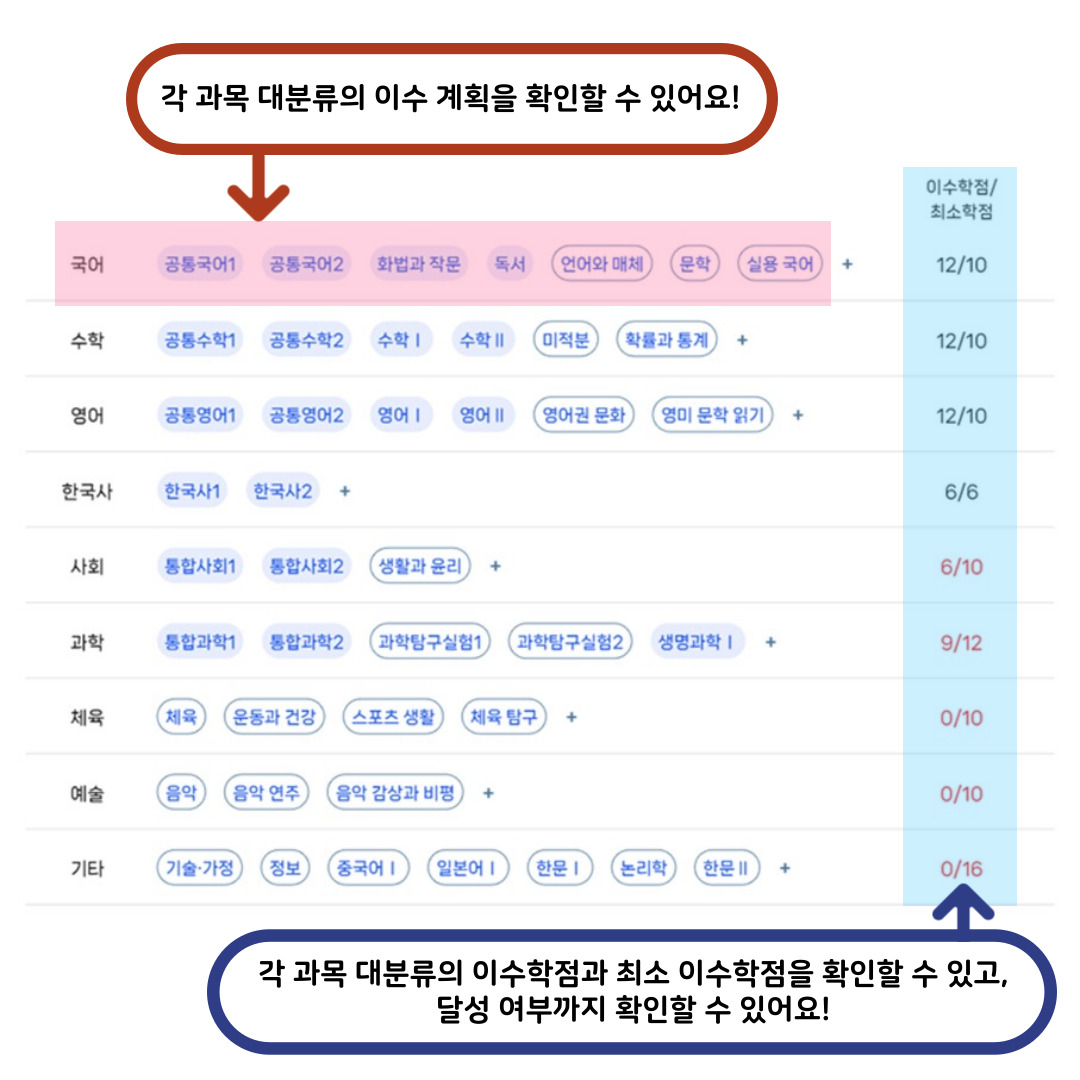 각 과목 대분류의 이수 계획을 확인할 수 있어요!
이수학점/
최소학점
국어 공통국어1 공통국어2 화법과 작문 독서 언어와 매체 문학 실용 국어 + 12/10
수학 공통수학1 공통수학2 수학Ⅰ 수학Ⅱ 미적분 확률과 통계 + 12/10
영어 공통영어1 공통영어2 영어Ⅰ 영어Ⅱ 영어권 문화 영미 문학 읽기 + 12/10
한국사 한국사1 한국사2 + 6/6
사회 통합사회1 통합사회2 생활과 윤리 + 6/10
과학 통합과학1 통합과학2 과학탐구실험1 과학탐구실험2 생명과학Ⅰ + 9/12
체육 체육 운동과 건강 스포츠 생활 체육 탐구 + 0/10
예술 음악 음악 연주 음악 감상과 비평 + 0/10
기타 기술·가정 정보 중국어Ⅰ 일본어Ⅰ 한문Ⅰ 논리학 한문Ⅱ + 0/16
각 과목 대분류의 이수학점과 최소 이수학점을 확인할 수 있고,
달성 여부까지 확인할 수 있어요!